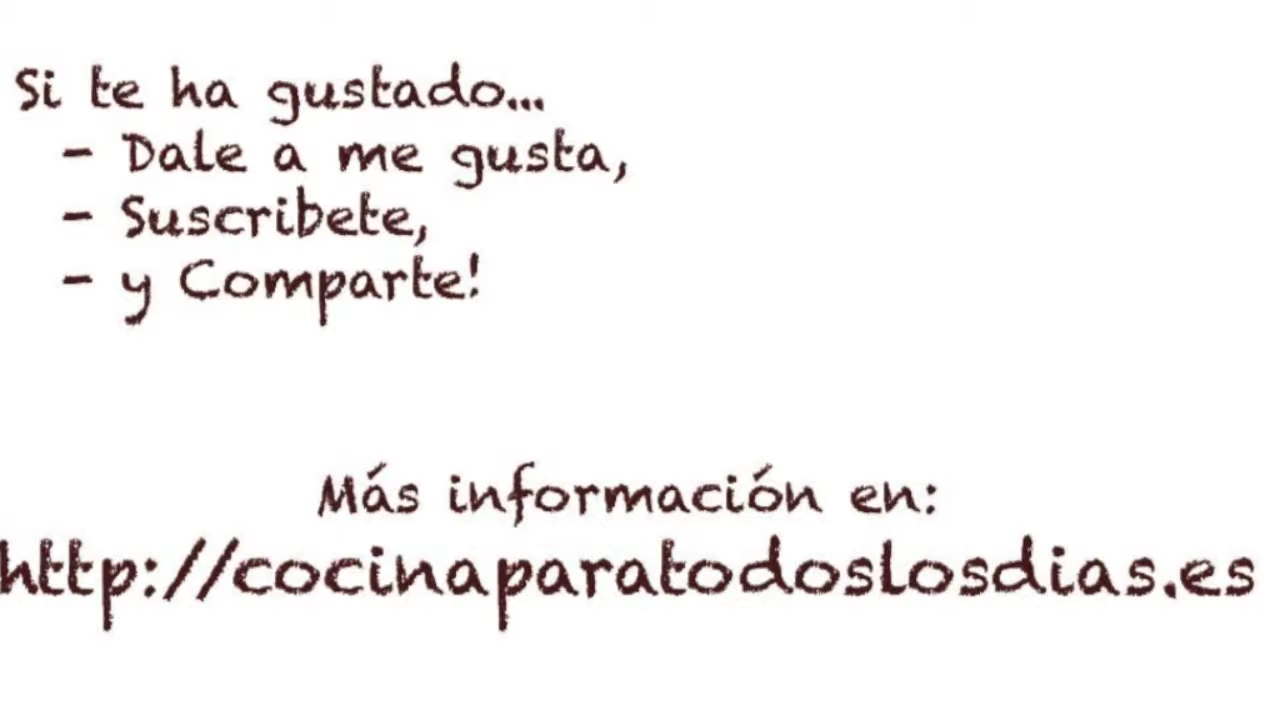 Si te ha gustado...
- Dale a me gusta,
- Suscribete,
- y Comparte!
Más información en:
http://cocinaparatodoslosdias.es